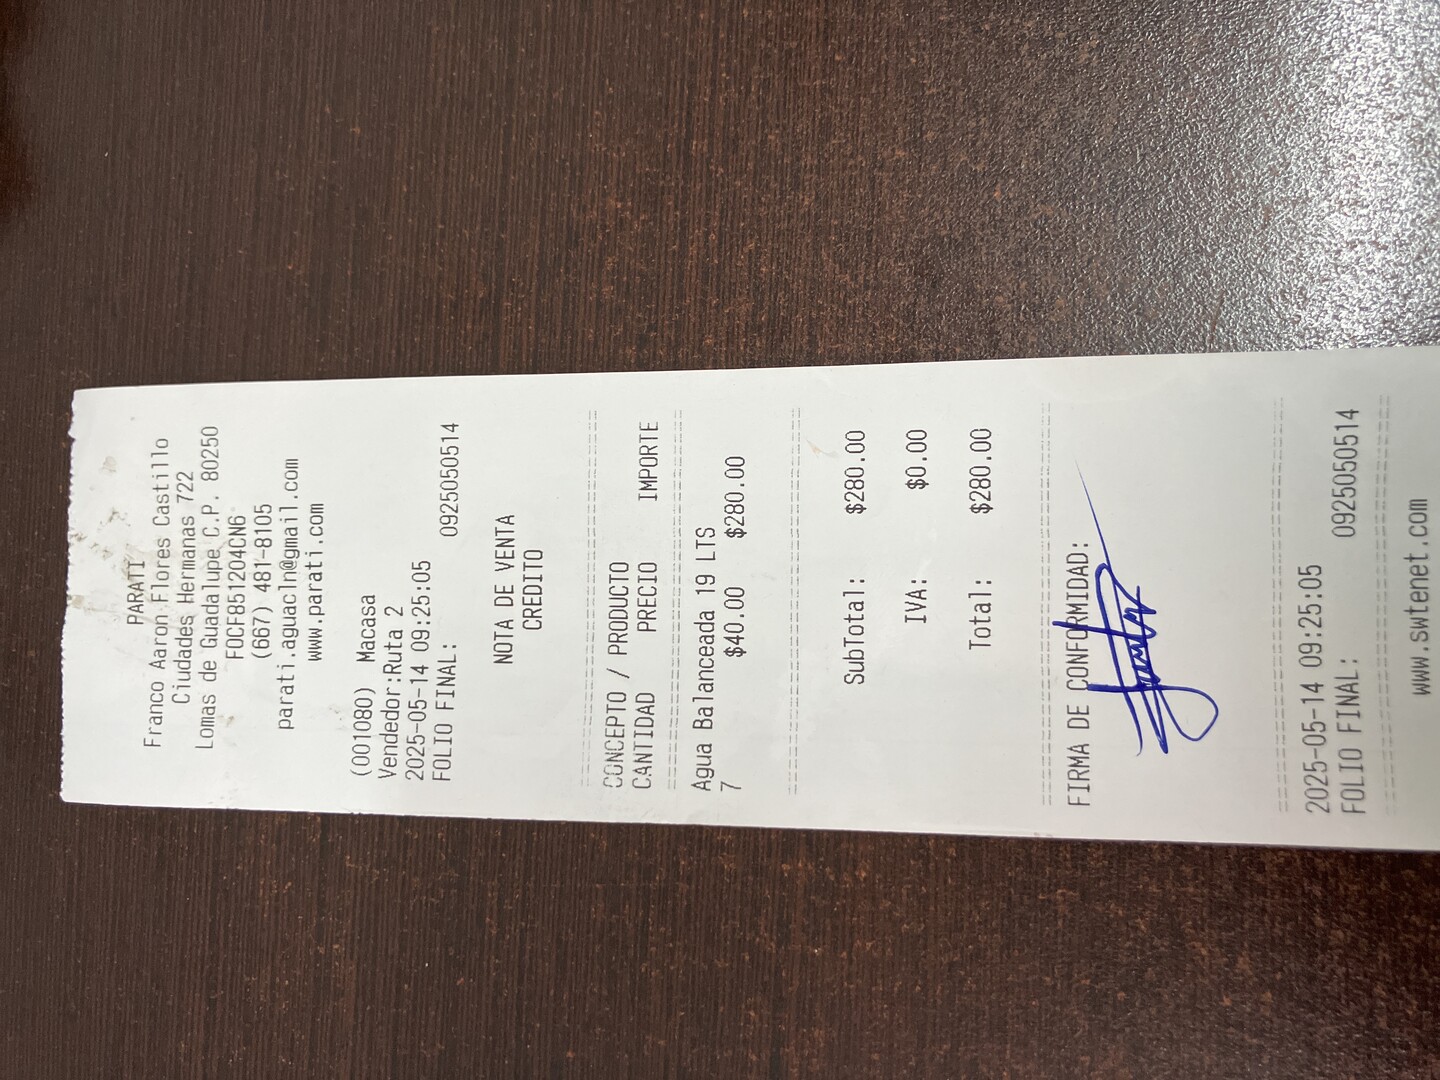 PARATI
Franco Aaron Flores Castillo
Ciudades Hermanas 722
Lomas de Guadalupe C.P. 80250
FOCF851204CN6
(667) 481-8105
parati.aguacln@gmail.com
www.parati.com
(001080) Macasa
Vendedor:Ruta 2
2025-05-14 09:25:05
FOLIO FINAL: 0925050514
NOTA DE VENTA
CREDITO
CONCEPTO / PRODUCTO
CANTIDAD PRECIO IMPORTE
Agua Balanceada 19 LTS
7 $40.00 $280.00
SubTotal: $280.00
IVA: $0.00
Total: $280.00
FIRMA DE CONFORMIDAD:
2025-05-14 09:25:05
FOLIO FINAL: 0925050514
www.swtenet.com